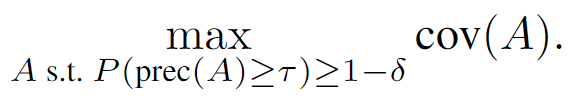 max cov(A).
A s.t. P(prec(A)≥τ)≥1−δ